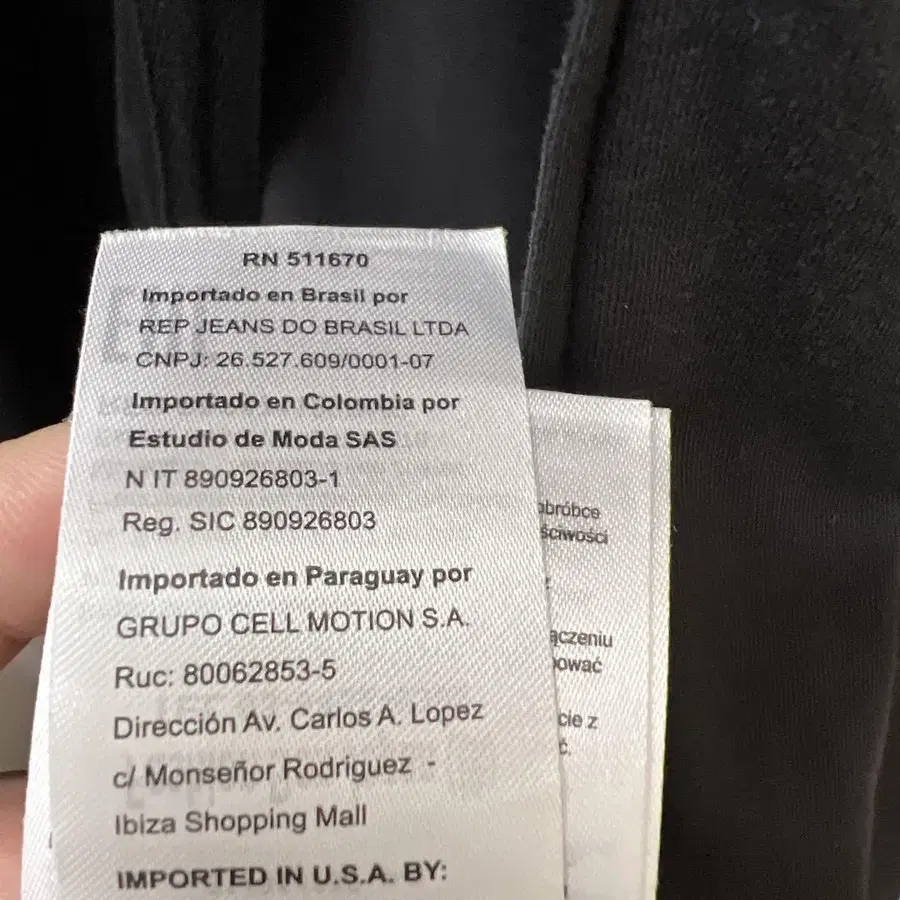 RN 511670
Importado en Brasil por
REP JEANS DO BRASIL LTDA
CNPJ: 26.527.609/0001-07
Importado en Colombia por
Estudio de Moda SAS
N IT 890926803-1
Reg. SIC 890926803
Importado en Paraguay por
GRUPO CELL MOTION S.A.
Ruc: 80062853-5
Dirección Av. Carlos A. Lopez
c/ Monseñor Rodriguez -
Ibiza Shopping Mall
IMPORTED IN U.S.A. BY:
cie z